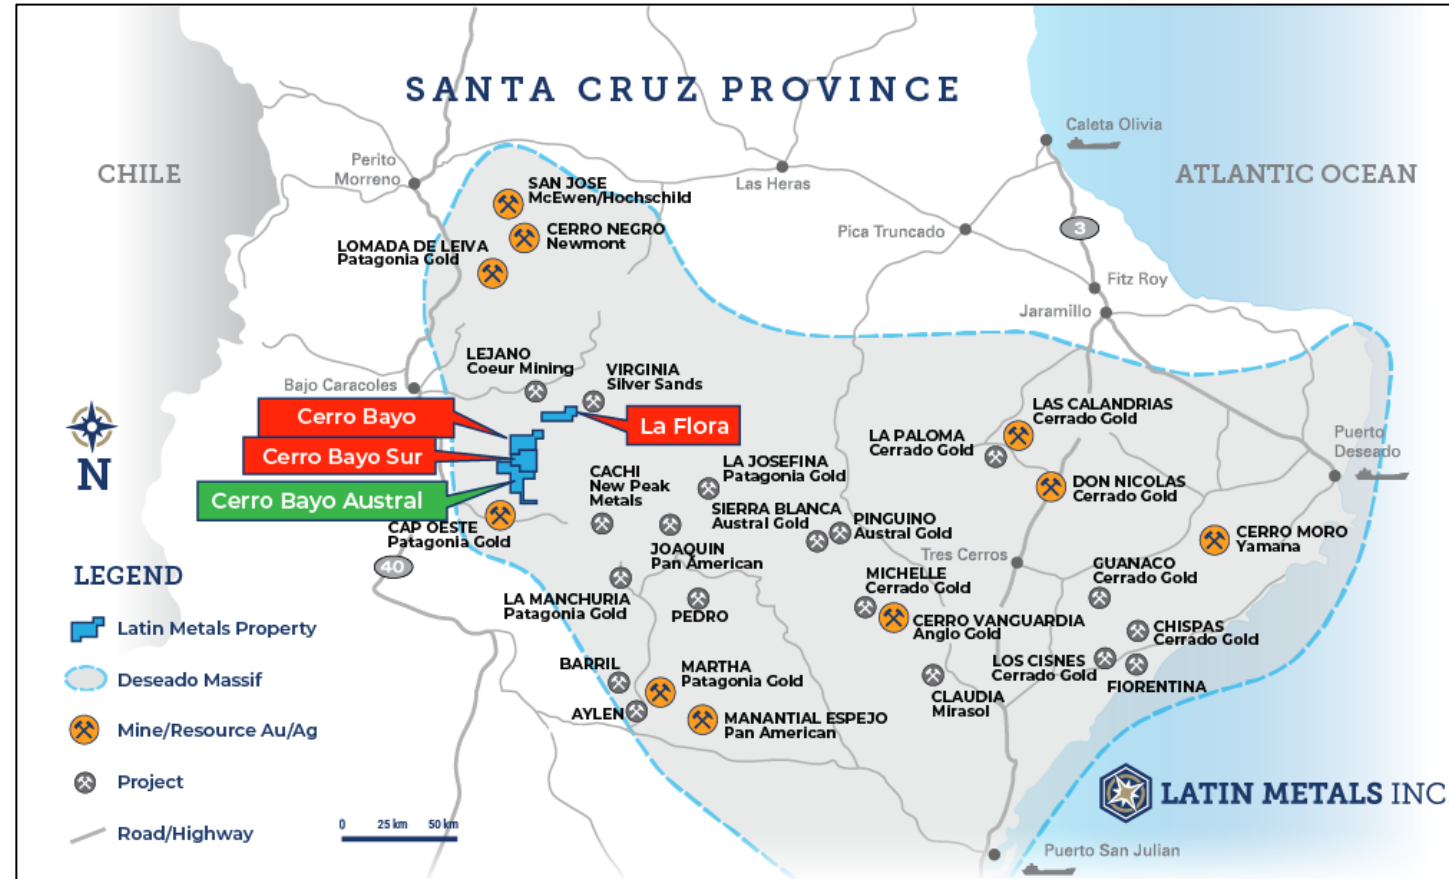 SANTA CRUZ PROVINCE
CHILE
ATLANTIC OCEAN
Perito
Morreno
Las Heras
Caleta Olivia
Pica Truncado
3
Fitz Roy
Jaramillo
SAN JOSE
McEwen/Hochschild
CERRO NEGRO
Newmont
LOMADA DE LEIVA
Patagonia Gold
LEJANO
Coeur Mining
VIRGINIA
Silver Sands
Bajo Caracoles
Cerro Bayo
La Flora
Cerro Bayo Sur
Cerro Bayo Austral
N
CAP OESTE
Patagonia Gold
40
CACHI
New Peak
Metals
LA JOSEFINA
Patagonia Gold
SIERRA BLANCA
Austral Gold
PINGUINO
Austral Gold
JOAQUIN
Pan American
LA MANCHURIA
Patagonia Gold
PEDRO
LAS CALANDRIAS
Cerrado Gold
LA PALOMA
Cerrado Gold
DON NICOLAS
Cerrado Gold
Puerto
Deseado
CERRO MORO
Yamana
Tres Cerros
GUANACO
Cerrado Gold
MICHELLE
Cerrado Gold
CERRO VANGUARDIA
Anglo Gold
CHISPAS
Cerrado Gold
LOS CISNES
Cerrado Gold
FIORENTINA
CLAUDIA
Mirasol
BARRIL
MARTHA
Patagonia Gold
AYLEN
MANANTIAL ESPEJO
Pan American
LEGEND
Latin Metals Property
Deseado Massif
Mine/Resource Au/Ag
Project
Road/Highway
0 25 km 50 km
LATIN METALS INC
Puerto San Julian